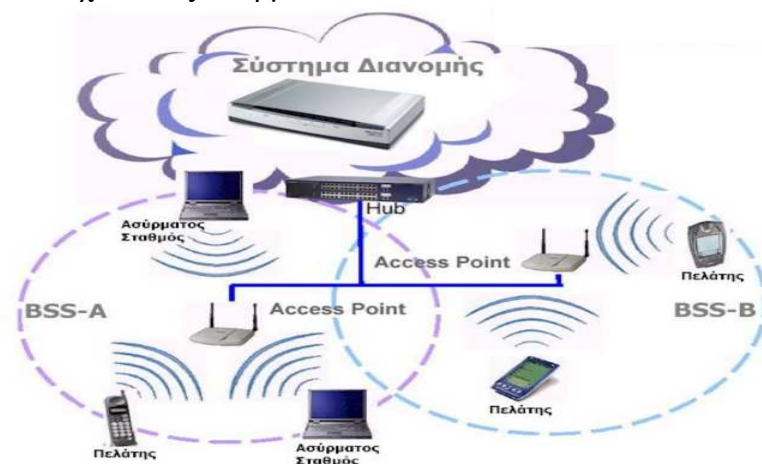 Σύστημα Διανομής
Hub
Ασύρματος
Σταθμός
Access Point
Πελάτης
BSS-A
Access Point
BSS-B
Πελάτης
Πελάτης
Ασύρματος
Σταθμός